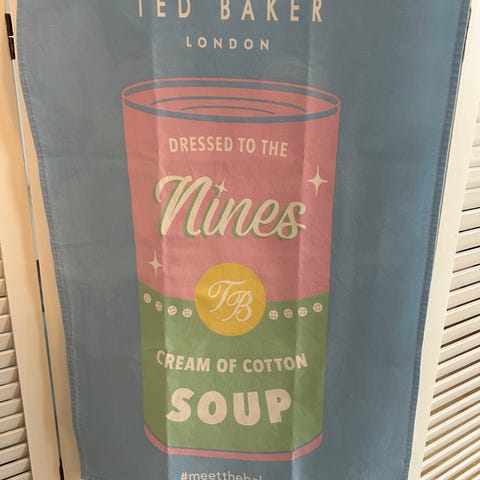 TED BAKER
LONDON
DRESSED TO THE
Nines
TB
CREAM OF COTTON
SOUP